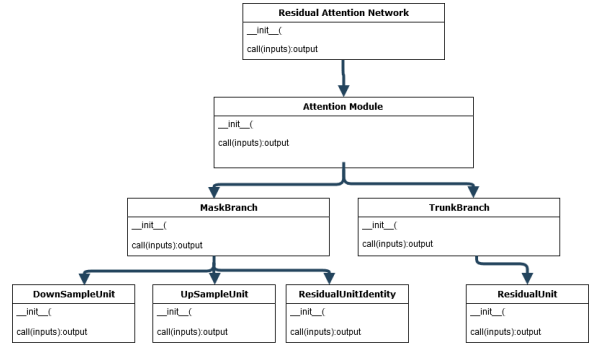 Residual Attention Network
__init__(
call(inputs):output
Attention Module
__init__(
call(inputs):output
MaskBranch
__init__(
call(inputs):output
TrunkBranch
__init__(
call(inputs):output
DownSampleUnit
__init__(
call(inputs):output
UpSampleUnit
__init__(
call(inputs):output
ResidualUnitIdentity
__init__(
call(inputs):output
ResidualUnit
__init__(
call(inputs):output